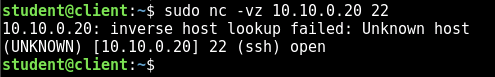 student@client:~$ sudo nc -vz 10.10.0.20 22
10.10.0.20: inverse host lookup failed: Unknown host
(UNKNOWN) [10.10.0.20] 22 (ssh) open
student@client:~$